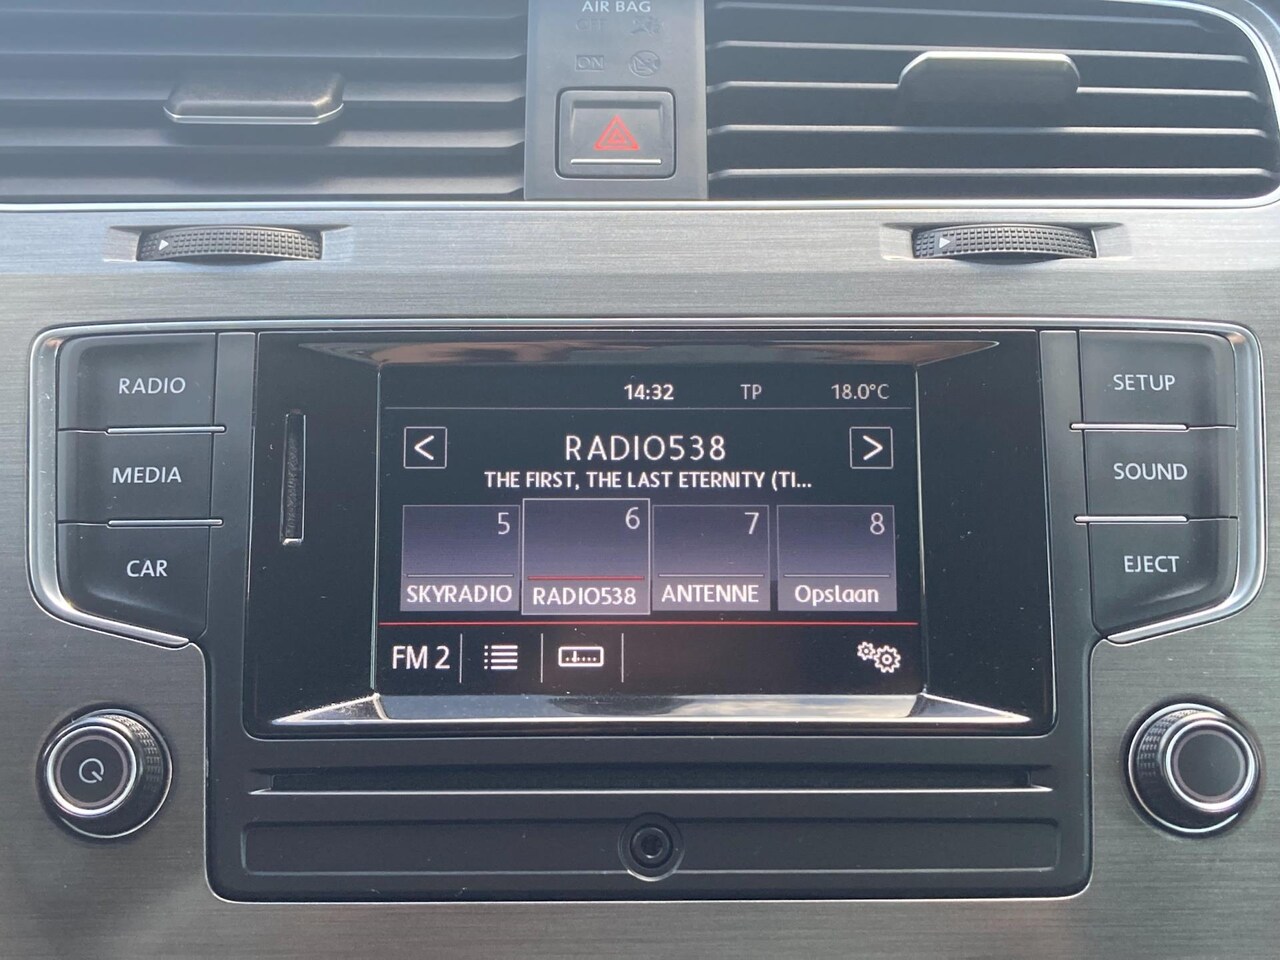 AIR BAG
OFF
ON
RADIO
MEDIA
CAR
14:32 TP 18.0°C
< RADIO538 >
THE FIRST, THE LAST ETERNITY (TI...
5 6 7 8
SKYRADIO RADIO538 ANTENNE Opslaan
FM 2
SETUP
SOUND
EJECT